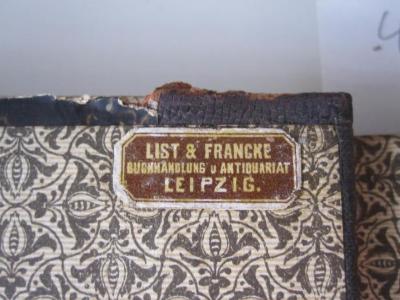 LIST & FRANCKE
BUCHHANDLUNG U ANTIQUARIAT
LEIPZIG.